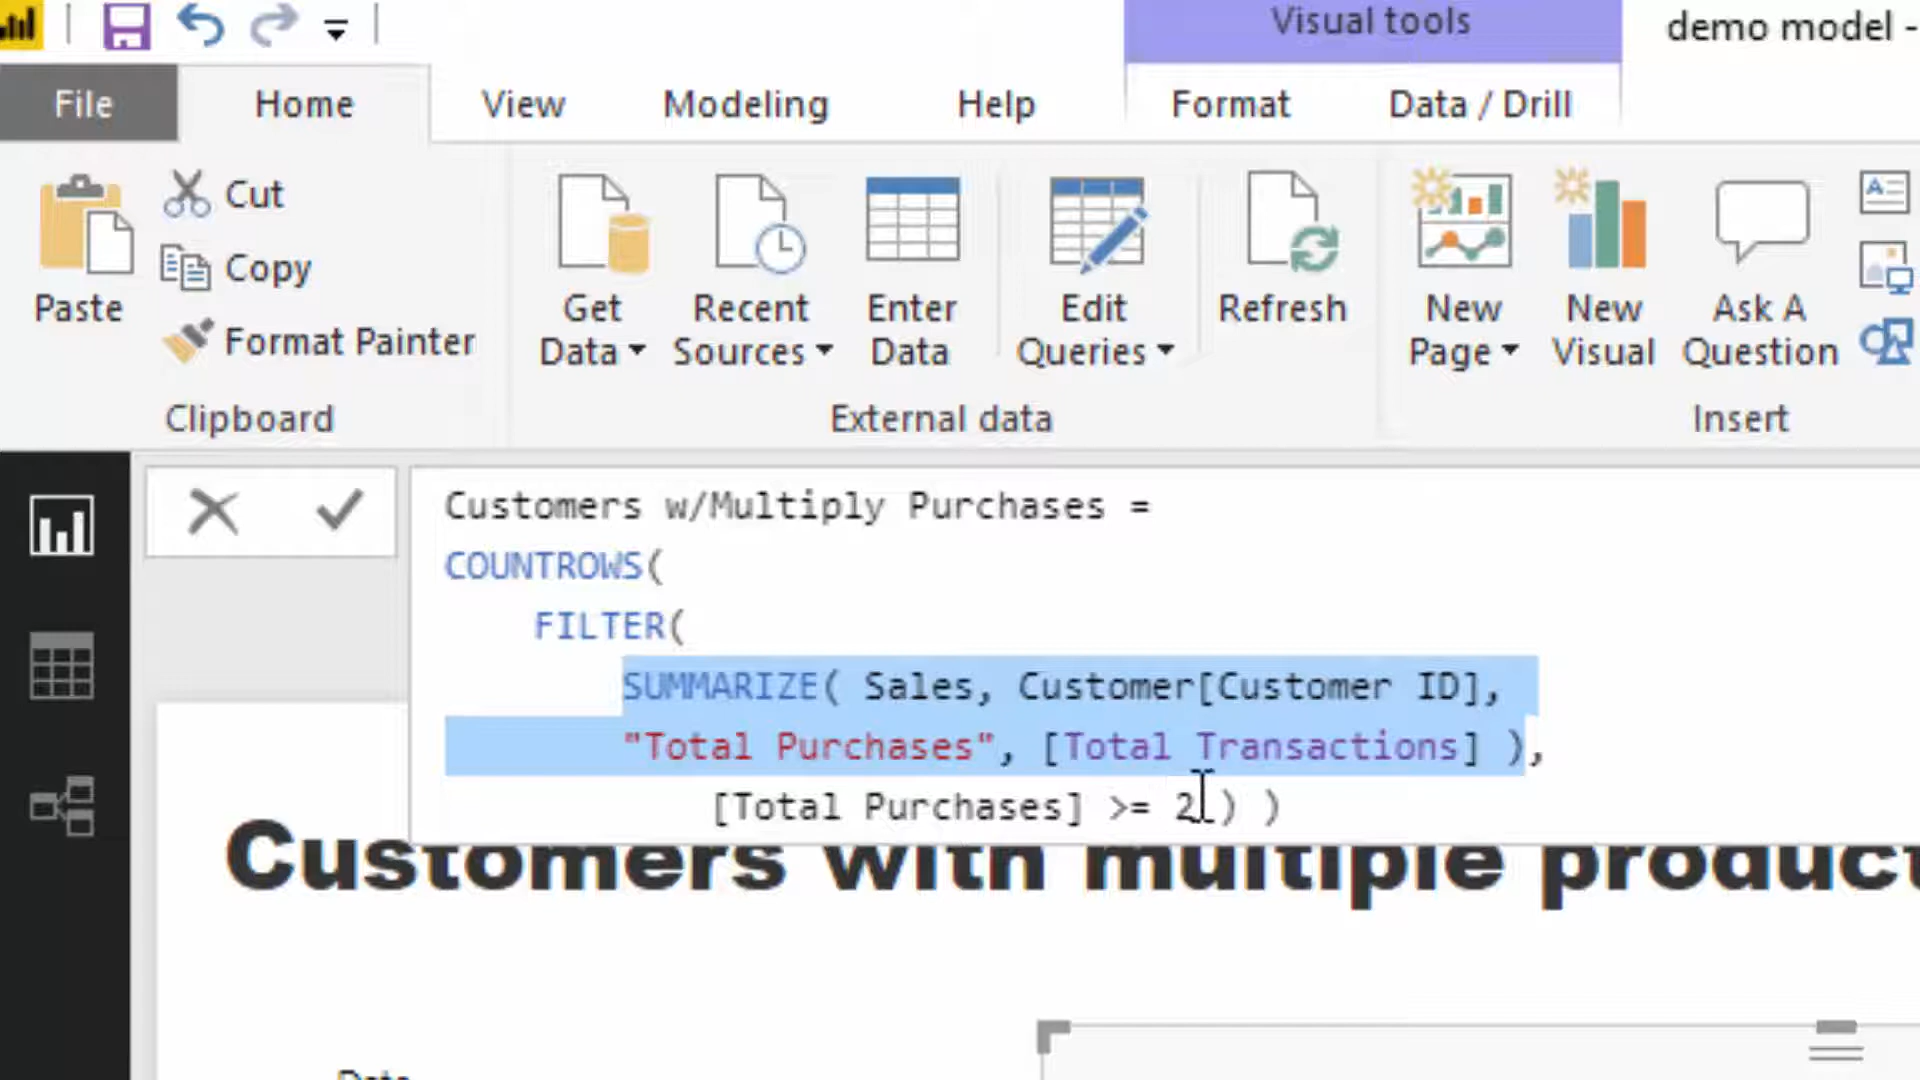 Visual tools
demo model -
File Home View Modeling Help Format Data / Drill
Paste
Cut
Copy
Format Painter
Get Data
Recent Sources
Enter Data
Edit Queries
Refresh
New Page
New Visual
Ask A Question
Clipboard
External data
Insert
Customers w/Multiply Purchases =
COUNTROWS(
FILTER(
SUMMARIZE( Sales, Customer[Customer ID],
"Total Purchases", [Total Transactions] ),
[Total Purchases] >= 2 ) )
Customers with multiple product
Date